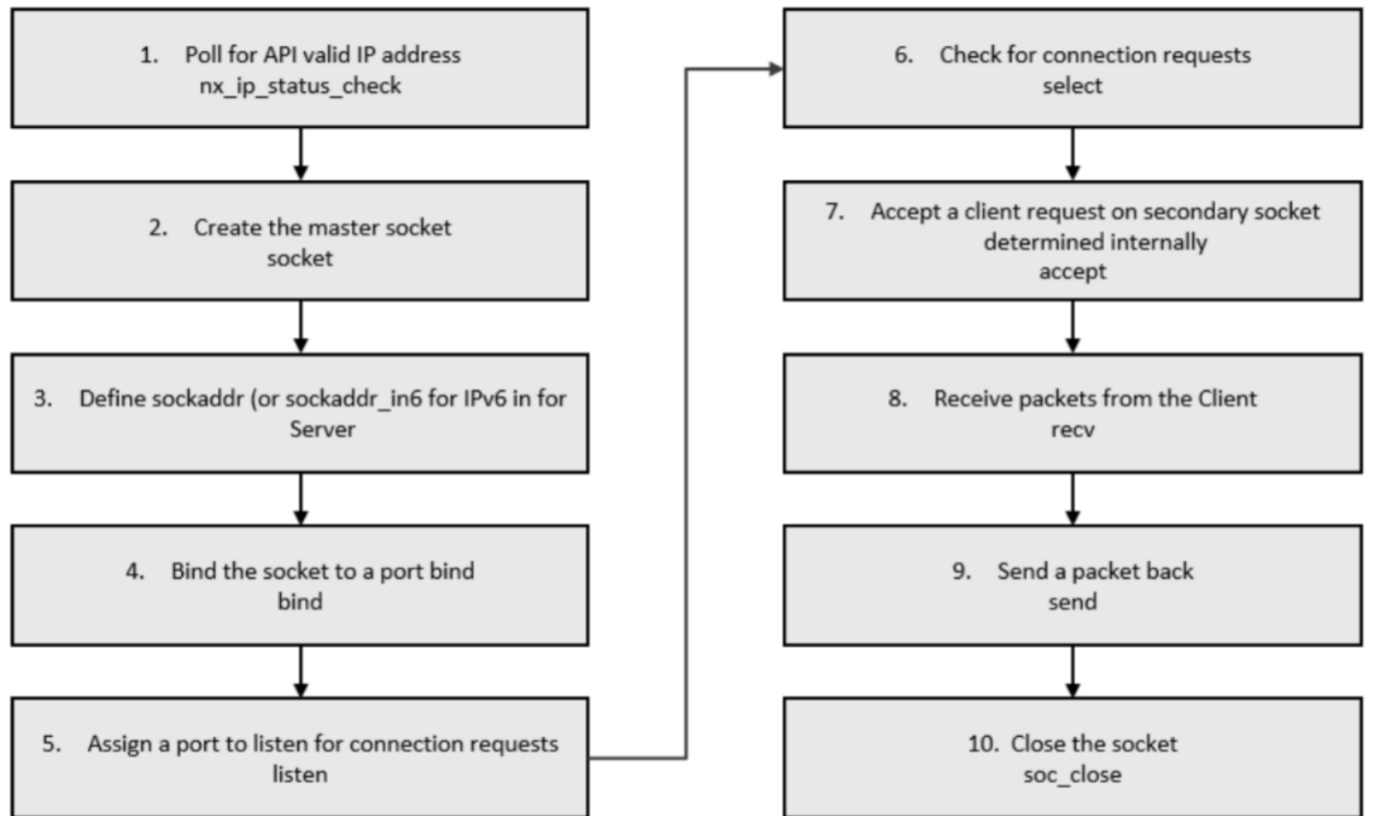 1. Poll for API valid IP address
nx_ip_status_check
2. Create the master socket
socket
3. Define sockaddr (or sockaddr_in6 for IPv6 in for
Server
4. Bind the socket to a port bind
bind
5. Assign a port to listen for connection requests
listen
6. Check for connection requests
select
7. Accept a client request on secondary socket
determined internally
accept
8. Receive packets from the Client
recv
9. Send a packet back
send
10. Close the socket
soc_close